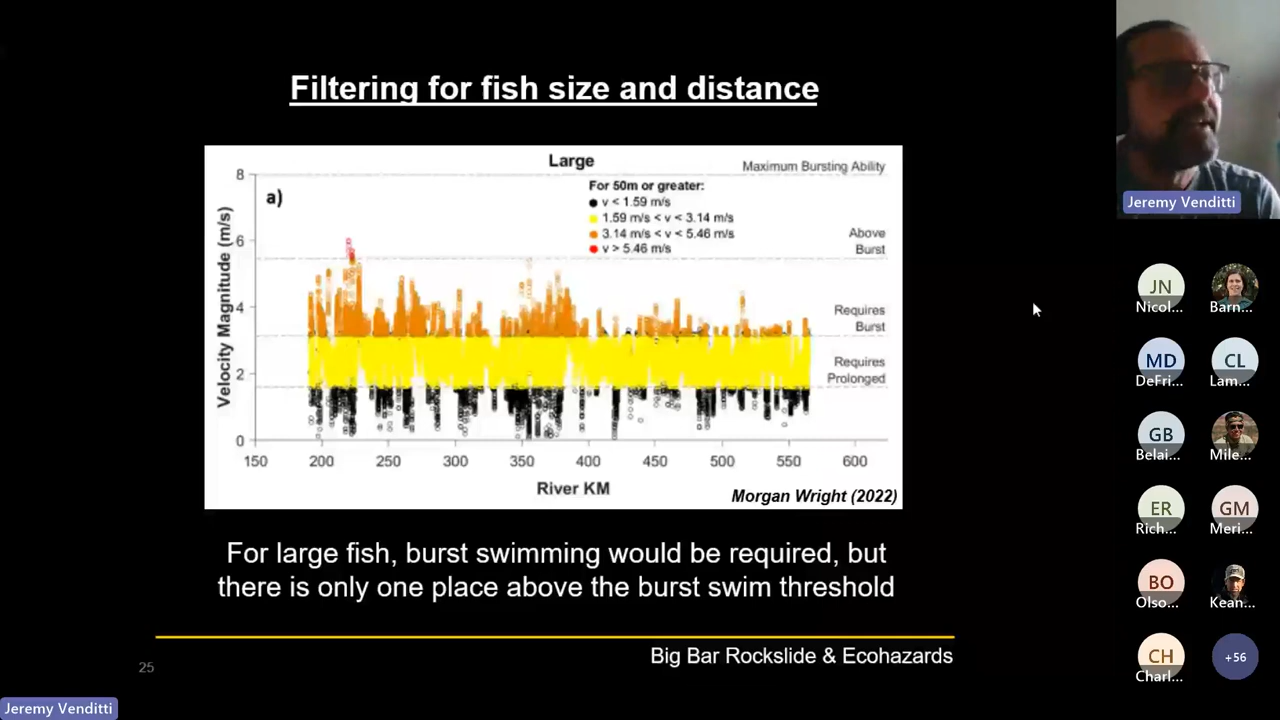 Filtering for fish size and distance
Large
Maximum Bursting Ability
a)
For 50m or greater:
v < 1.59 m/s
1.59 m/s < v < 3.14 m/s
3.14 m/s < v < 5.46 m/s
v > 5.46 m/s
Above
Burst
Requires
Burst
Requires
Prolonged
Velocity Magnitude (m/s)
8
6
4
2
0
150 200 250 300 350 400 450 500 550 600
River KM
Morgan Wright (2022)
For large fish, burst swimming would be required, but
there is only one place above the burst swim threshold
Big Bar Rockslide & Ecohazards
25
Jeremy Venditti
Jeremy Venditti
JN
Nicol...
Barn...
MD
DeFri...
CL
Lam...
GB
Belai...
Mile...
ER
Rich...
GM
Meri...
BO
Olso...
Kean...
CH
Charl...
+56